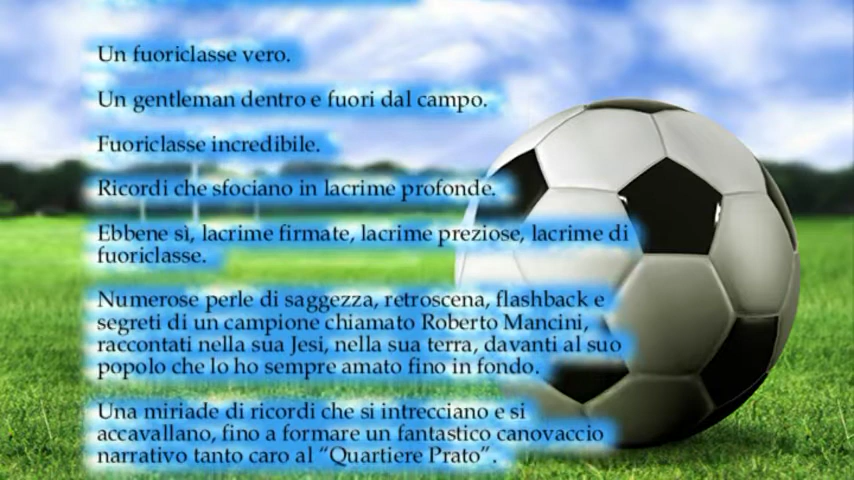 Un fuoriclasse vero.
Un gentleman dentro e fuori dal campo.
Fuoriclasse incredibile.
Ricordi che sfociano in lacrime profonde.
Ebbene sì, lacrime firmate, lacrime preziose, lacrime di
fuoriclasse.
Numerose perle di saggezza, retroscena, flashback e
segreti di un campione chiamato Roberto Mancini,
raccontati nella sua Jesi, nella sua terra, davanti al suo
popolo che lo ho sempre amato fino in fondo.
Una miriade di ricordi che si intrecciano e si
accavallano, fino a formare un fantastico canovaccio
narrativo tanto caro al “Quartiere Prato”.